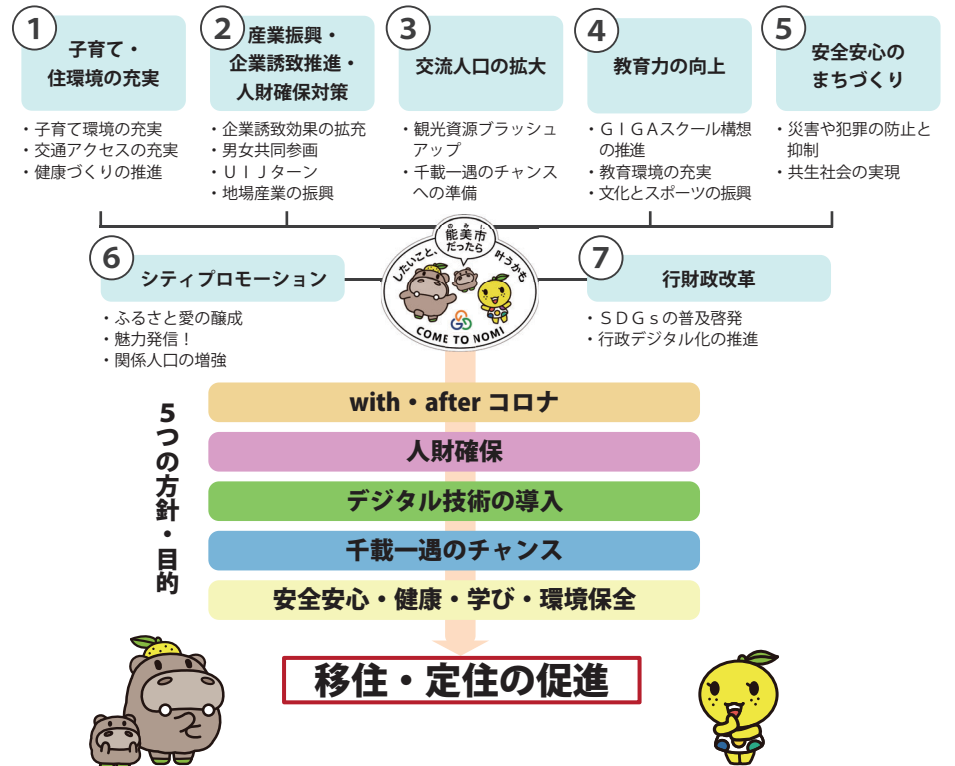 1
子育て・
住環境の充実
・子育て環境の充実
・交通アクセスの充実
・健康づくりの推進
2
産業振興・
企業誘致推進・
人財確保対策
・企業誘致効果の拡充
・男女共同参画
・ＵＩＪターン
・地場産業の振興
3
交流人口の拡大
・観光資源ブラッシュ
アップ
・千載一遇のチャンス
への準備
4
教育力の向上
・ＧＩＧＡスクール構想
の推進
・教育環境の充実
・文化とスポーツの振興
5
安全安心の
まちづくり
・災害や犯罪の防止と
抑制
・共生社会の実現
6
シティプロモーション
・ふるさと愛の醸成
・魅力発信！
・関係人口の増強
したいこと、
のみし
能美市
だったら
叶うかも
COME TO NOMI
7
行財政改革
・ＳＤＧｓの普及啓発
・行政デジタル化の推進
5つの方針・目的
with・after コロナ
人財確保
デジタル技術の導入
千載一遇のチャンス
安全安心・健康・学び・環境保全
移住・定住の促進